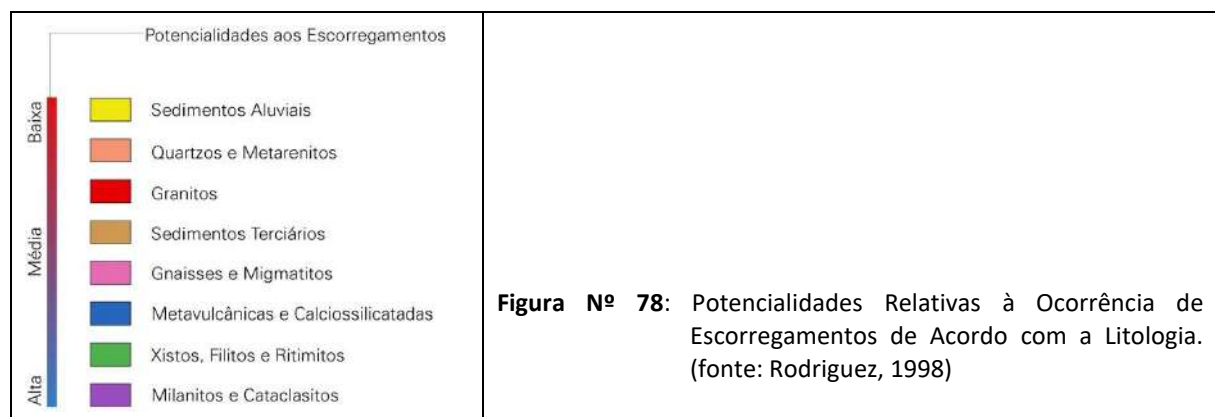 Potencialidades aos Escorregamentos
Baixa
Média
Alta
Sedimentos Aluviais
Quartzos e Metarenitos
Granitos
Sedimentos Terciários
Gnaisses e Migmatitos
Metavulcânicas e Calciossilicatadas
Xistos, Filitos e Ritimitos
Milanitos e Cataclasitos
Figura Nº 78: Potencialidades Relativas à Ocorrência de
Escorregamentos de Acordo com a Litologia.
(fonte: Rodriguez, 1998)